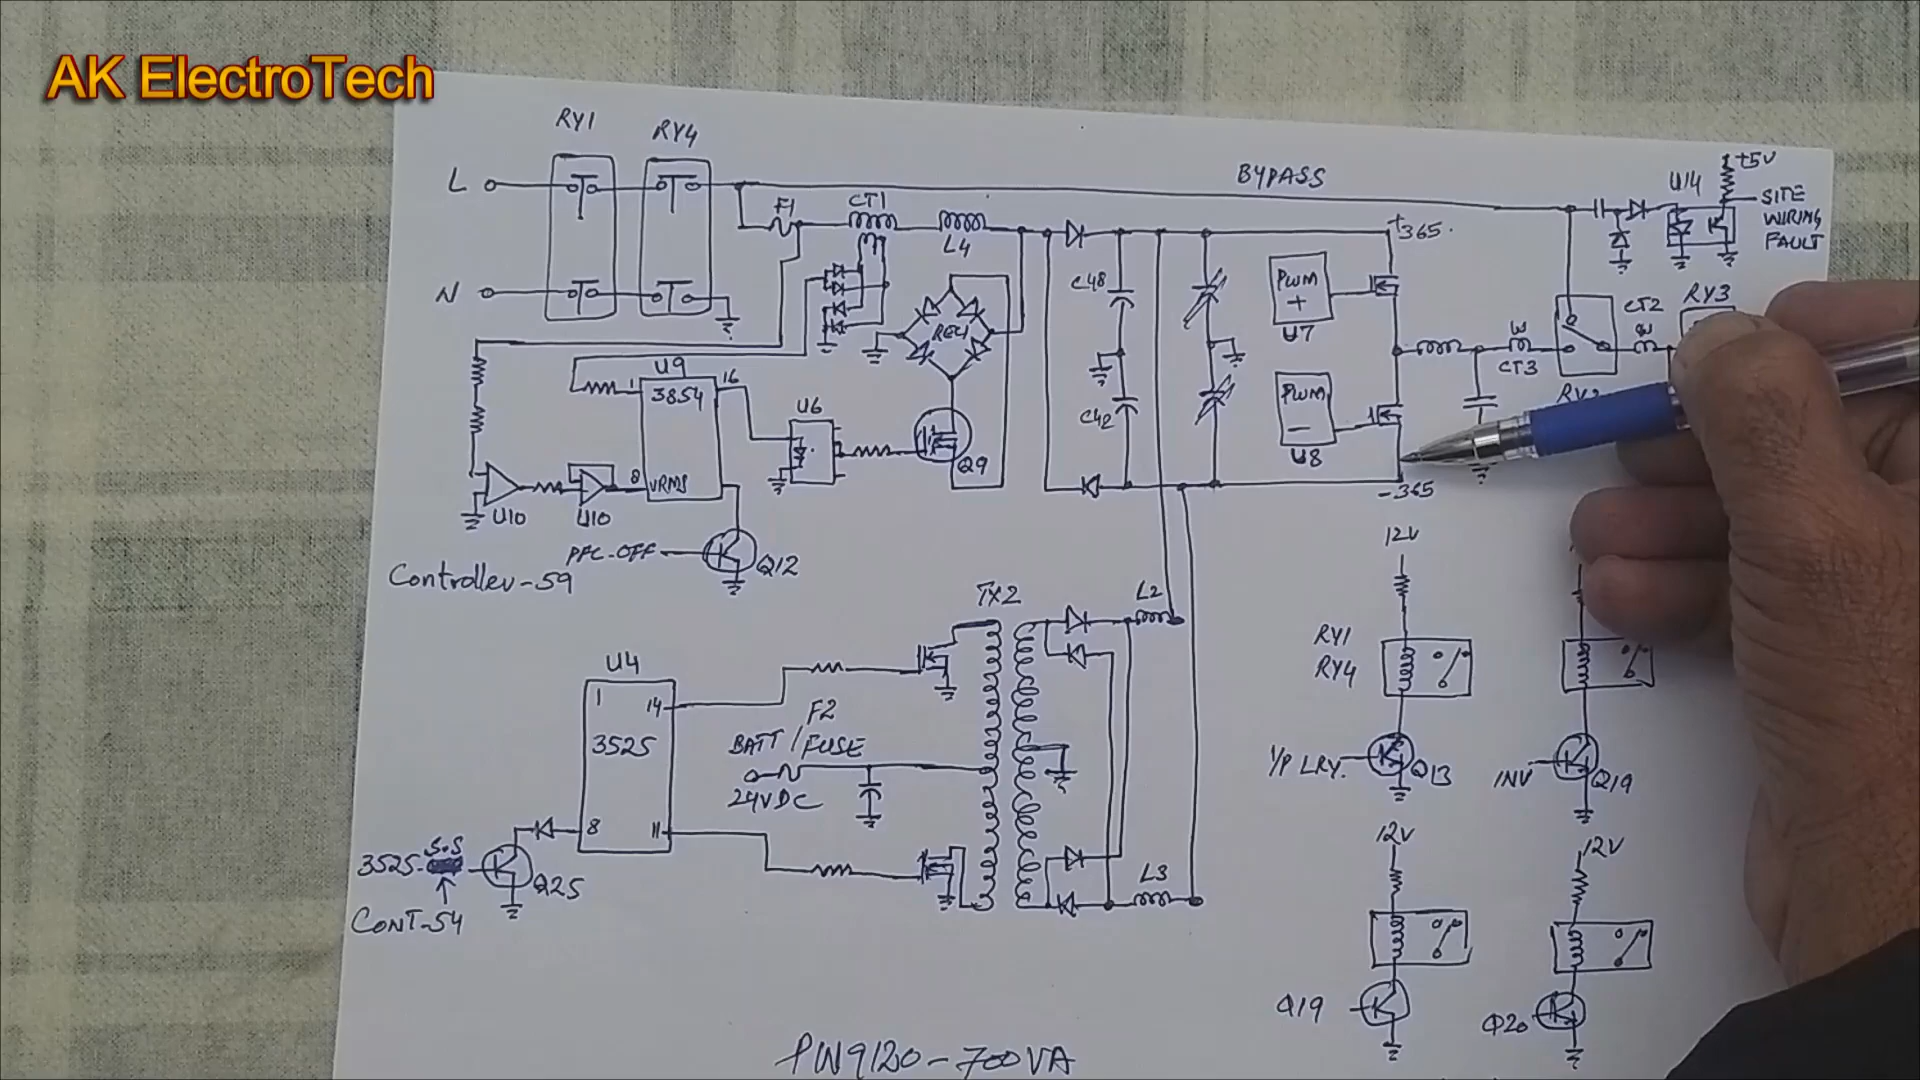 AK ElectroTech
RY1
RY4
BYPASS
+5V
U14
SITE
WIRING
FAULT
L
F1
CT1
L4
+365.
N
C48
PWM
+
U7
CT2
RY3
REC1
W
CT3
U9
1
3854
16
U6
C42
PWM
-
U8
Q9
8
VRMS
U10
U10
-365
PFC-OFF
Q12
Controller-59
12V
TX2
L2
RY1
RY4
U4
1
14
3525
F2
BATT / FUSE
24VDC
8
11
I/P LRY.
Q13
INV
Q19
3525-S.S
Q25
CONT-54
L3
12V
12V
Q19
Q20
PW9120-700VA